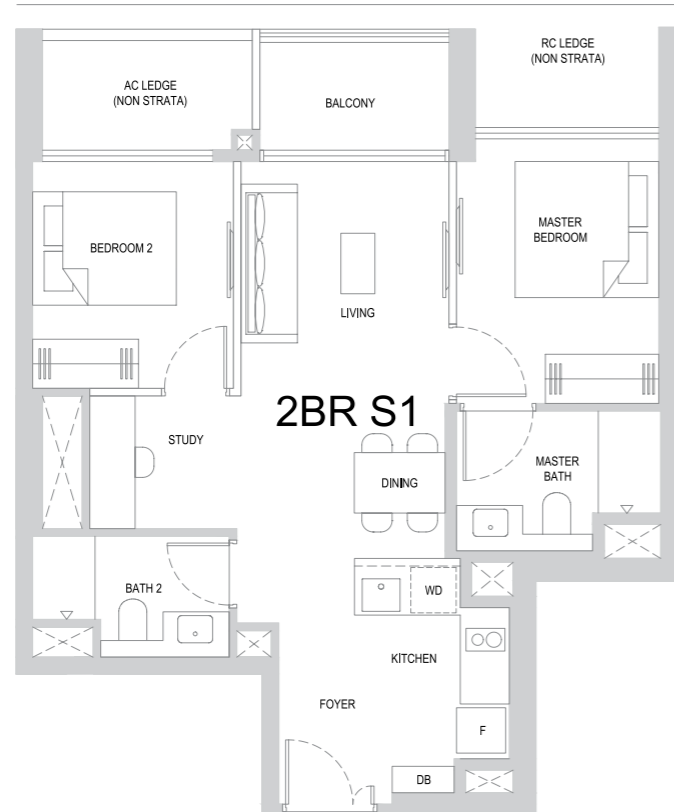 RC LEDGE
(NON STRATA)
AC LEDGE
(NON STRATA)
BALCONY
MASTER
BEDROOM
BEDROOM 2
LIVING
2BR S1
STUDY
MASTER
BATH
DINING
BATH 2
WD
KITCHEN
FOYER
F
DB